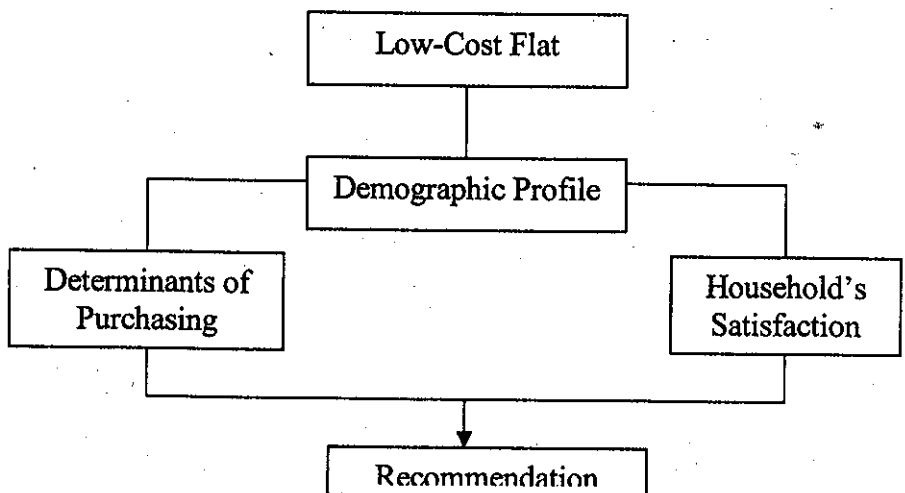 Low-Cost Flat
Demographic Profile
Determinants of
Purchasing
Household's
Satisfaction
Recommendation